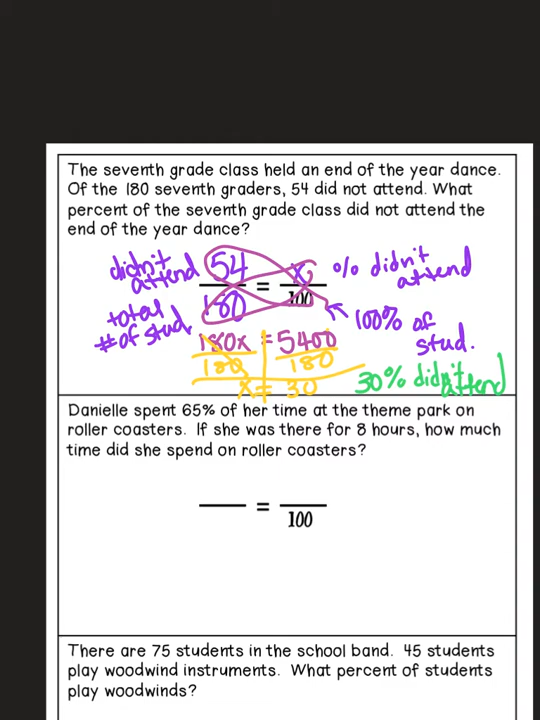 The seventh grade class held an end of the year dance.
Of the 180 seventh graders, 54 did not attend. What
percent of the seventh grade class did not attend the
end of the year dance?
didn't attend 54 = x % didn't attend
total # of stud 180 100 100% of stud.
180x = 5400
180 180
x = 30 30% didn't attend
Danielle spent 65% of her time at the theme park on
roller coasters. If she was there for 8 hours, how much
time did she spend on roller coasters?
=
100
There are 75 students in the school band. 45 students
play woodwind instruments. What percent of students
play woodwinds?